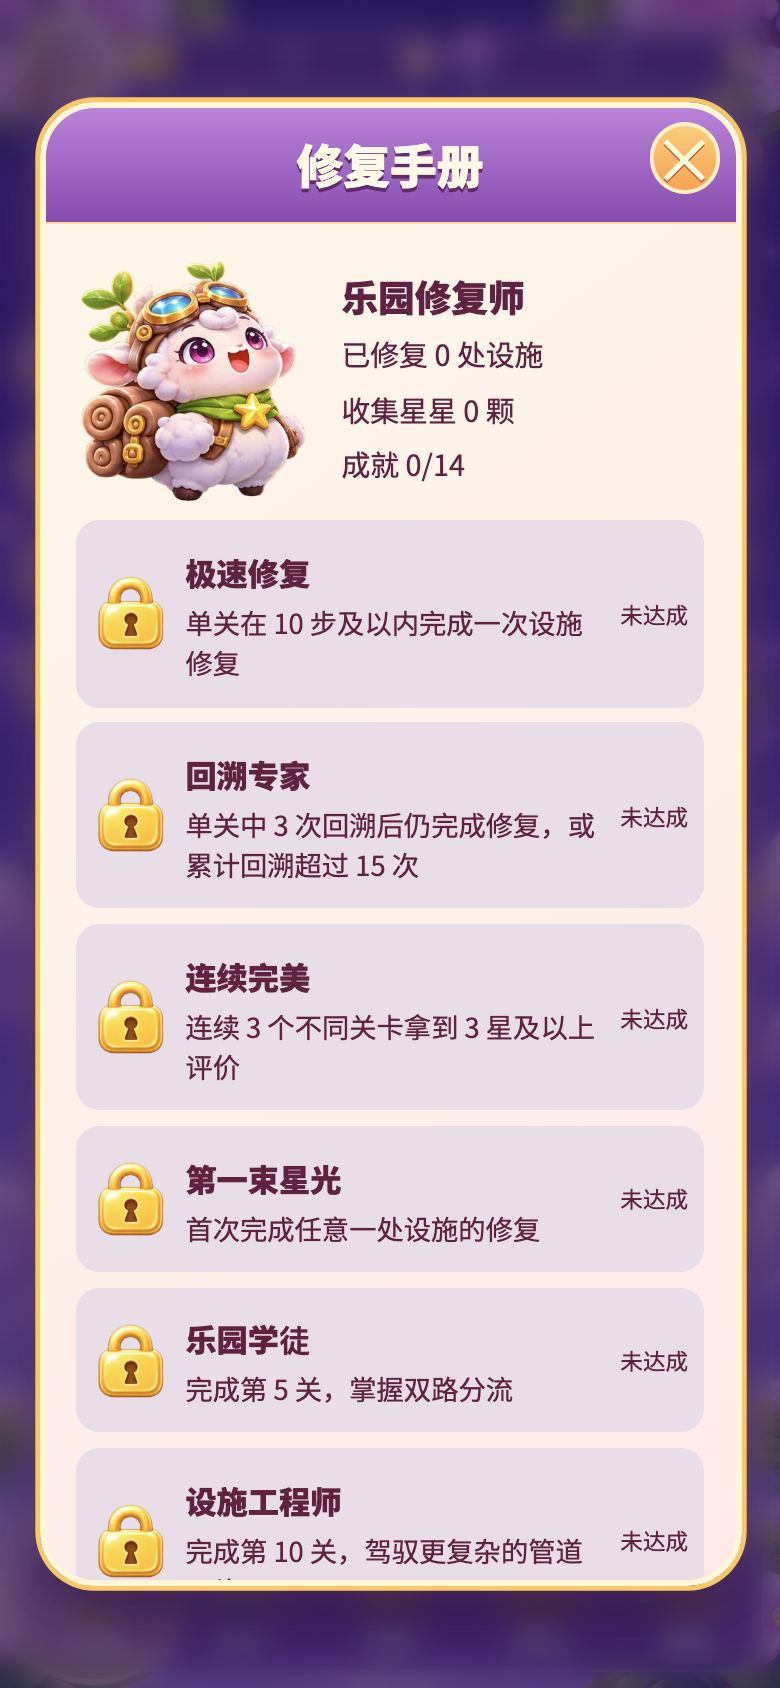 修复手册
乐园修复师
已修复 0 处设施
收集星星 0 颗
成就 0/14
极速修复
单关在 10 步及以内完成一次设施
修复
未达成
回溯专家
单关中 3 次回溯后仍完成修复，或
累计回溯超过 15 次
未达成
连续完美
连续 3 个不同关卡拿到 3 星及以上
评价
未达成
第一束星光
首次完成任意一处设施的修复
未达成
乐园学徒
完成第 5 关，掌握双路分流
未达成
设施工程师
完成第 10 关，驾驭更复杂的管道
未达成